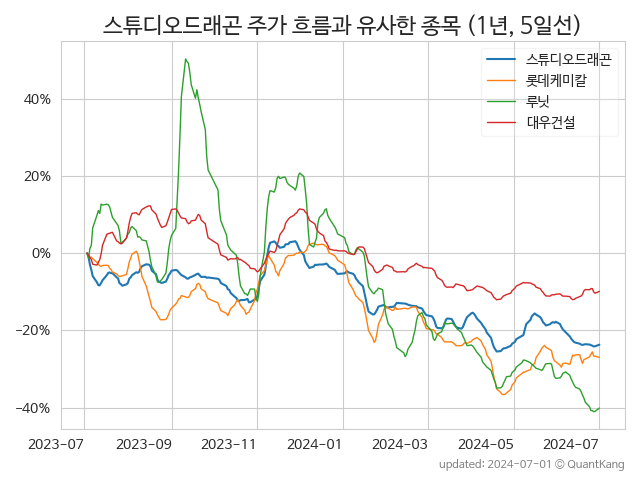 스튜디오드래곤 주가 흐름과 유사한 종목 (1년, 5일선)
스튜디오드래곤
롯데케미칼
루닛
대우건설
40%
20%
0%
−20%
−40%
2023-07 2023-09 2023-11 2024-01 2024-03 2024-05 2024-07
updated: 2024-07-01 © QuantKang